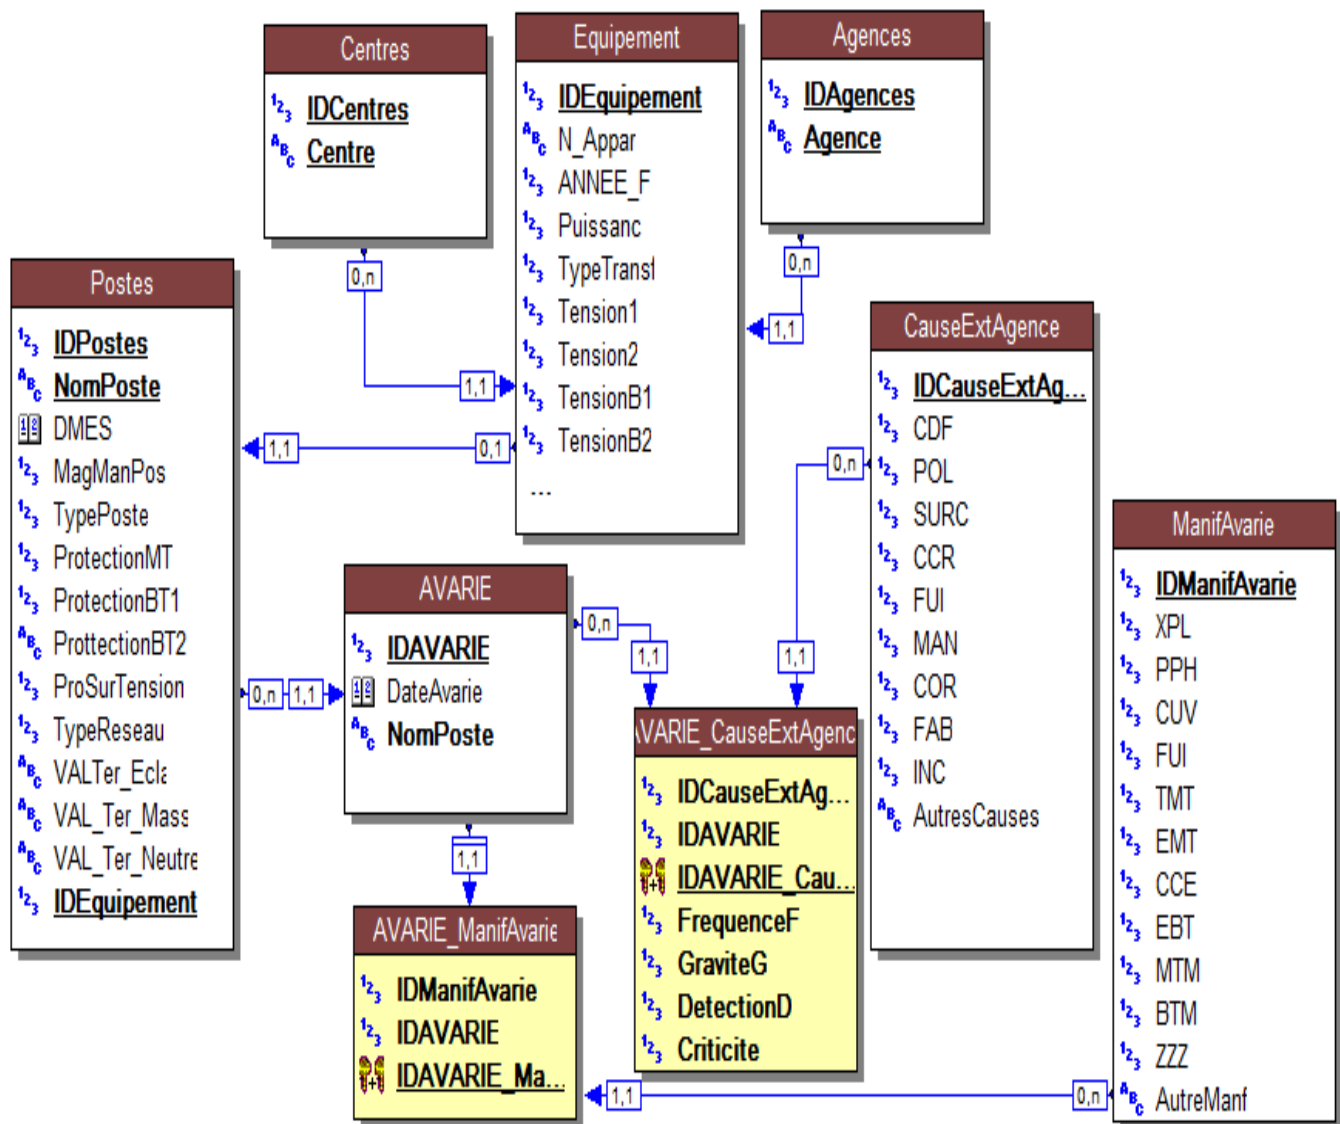 Centres
IDCentres
Centre
Equipement
IDEquipement
N_Appar
ANNEE_F
Puissanc
TypeTransf
Tension1
Tension2
TensionB1
TensionB2
...
Agences
IDAgences
Agence
0,n
1,1
0,n
1,1
1,1
0,1
Postes
IDPostes
NomPoste
DMES
MagManPos
TypePoste
ProtectionMT
ProtectionBT1
ProttectionBT2
ProSurTension
TypeReseau
VALTer_Ecla
VAL_Ter_Mass
VAL_Ter_Neutre
IDEquipement
0,n
1,1
AVARIE
IDAVARIE
DateAvarie
NomPoste
0,n
1,1
1,1
CauseExtAgence
IDCauseExtAg...
CDF
POL
SURC
CCR
FUI
MAN
COR
FAB
INC
AutresCauses
0,n
1,1
AVARIE_CauseExtAgenc
IDCauseExtAg...
IDAVARIE
IDAVARIE_Cau...
FrequenceF
GraviteG
DetectionD
Criticite
AVARIE_ManifAvarie
IDManifAvarie
IDAVARIE
IDAVARIE_Ma...
1,1
0,n
ManifAvarie
IDManifAvarie
XPL
PPH
CUV
FUI
TMT
EMT
CCE
EBT
MTM
BTM
ZZZ
AutreManf